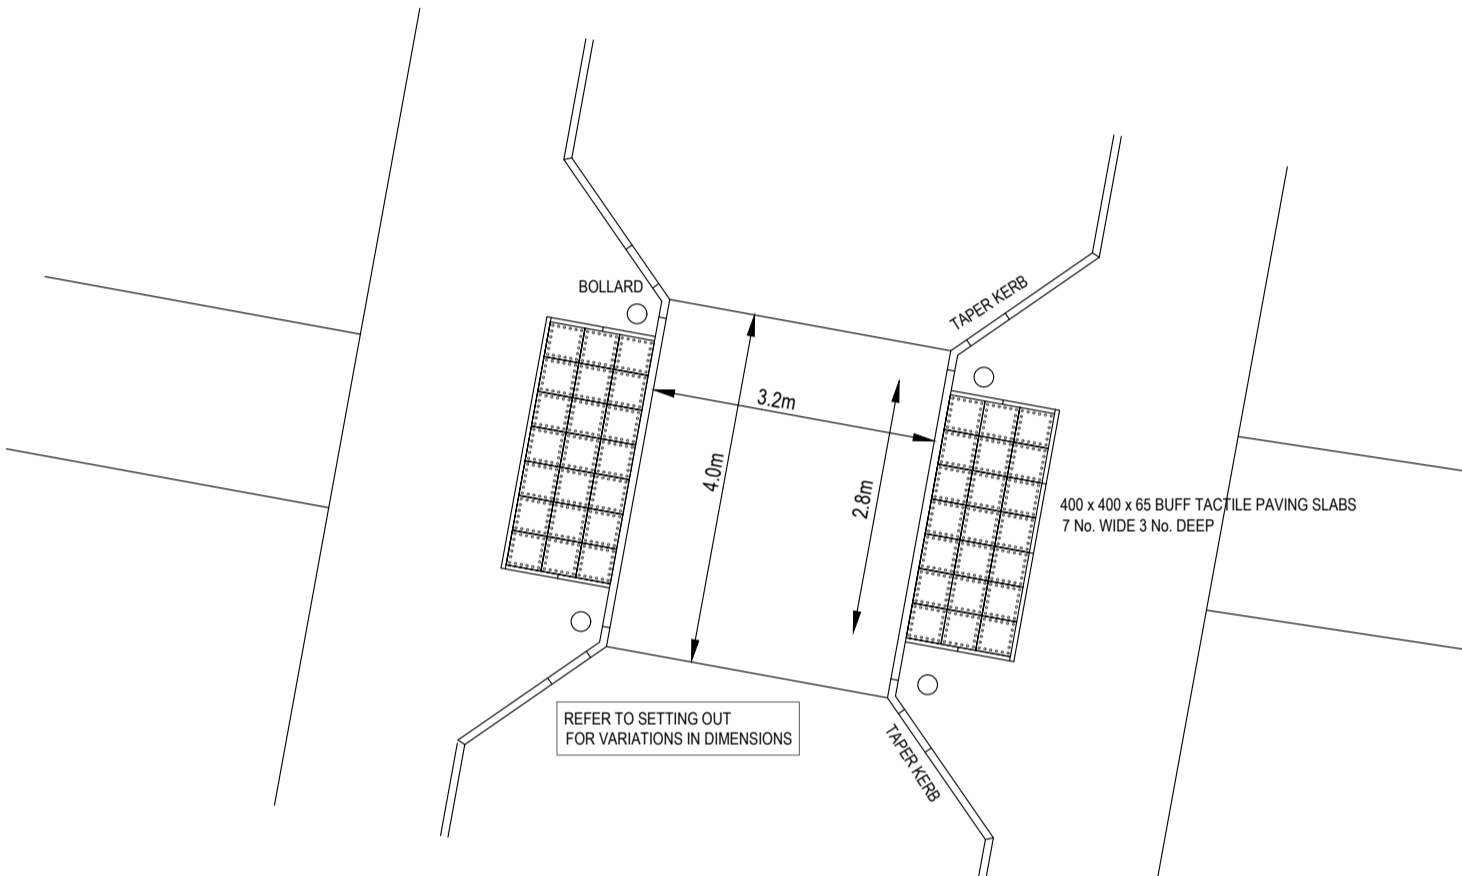 BOLLARD
TAPER KERB
3.2m
4.0m
2.8m
400 x 400 x 65 BUFF TACTILE PAVING SLABS
7 No. WIDE 3 No. DEEP
REFER TO SETTING OUT
FOR VARIATIONS IN DIMENSIONS
TAPER KERB